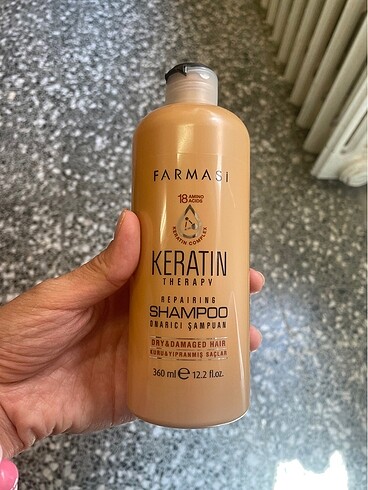 FARMASI
18 AMINO ACIDS
KERATIN COMPLEX
KERATIN
THERAPY
REPAIRING
SHAMPOO
ONARICI ŞAMPUAN
DRY&DAMAGED HAIR
KURU&YIPRANMIŞ SAÇLAR
360 ml ℮ 12.2 fl.oz.